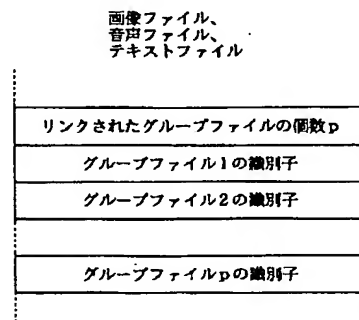 画像ファイル、
音声ファイル、
テキストファイル
リンクされたグループファイルの個数p
グループファイル1の識別子
グループファイル2の識別子
グループファイルpの識別子